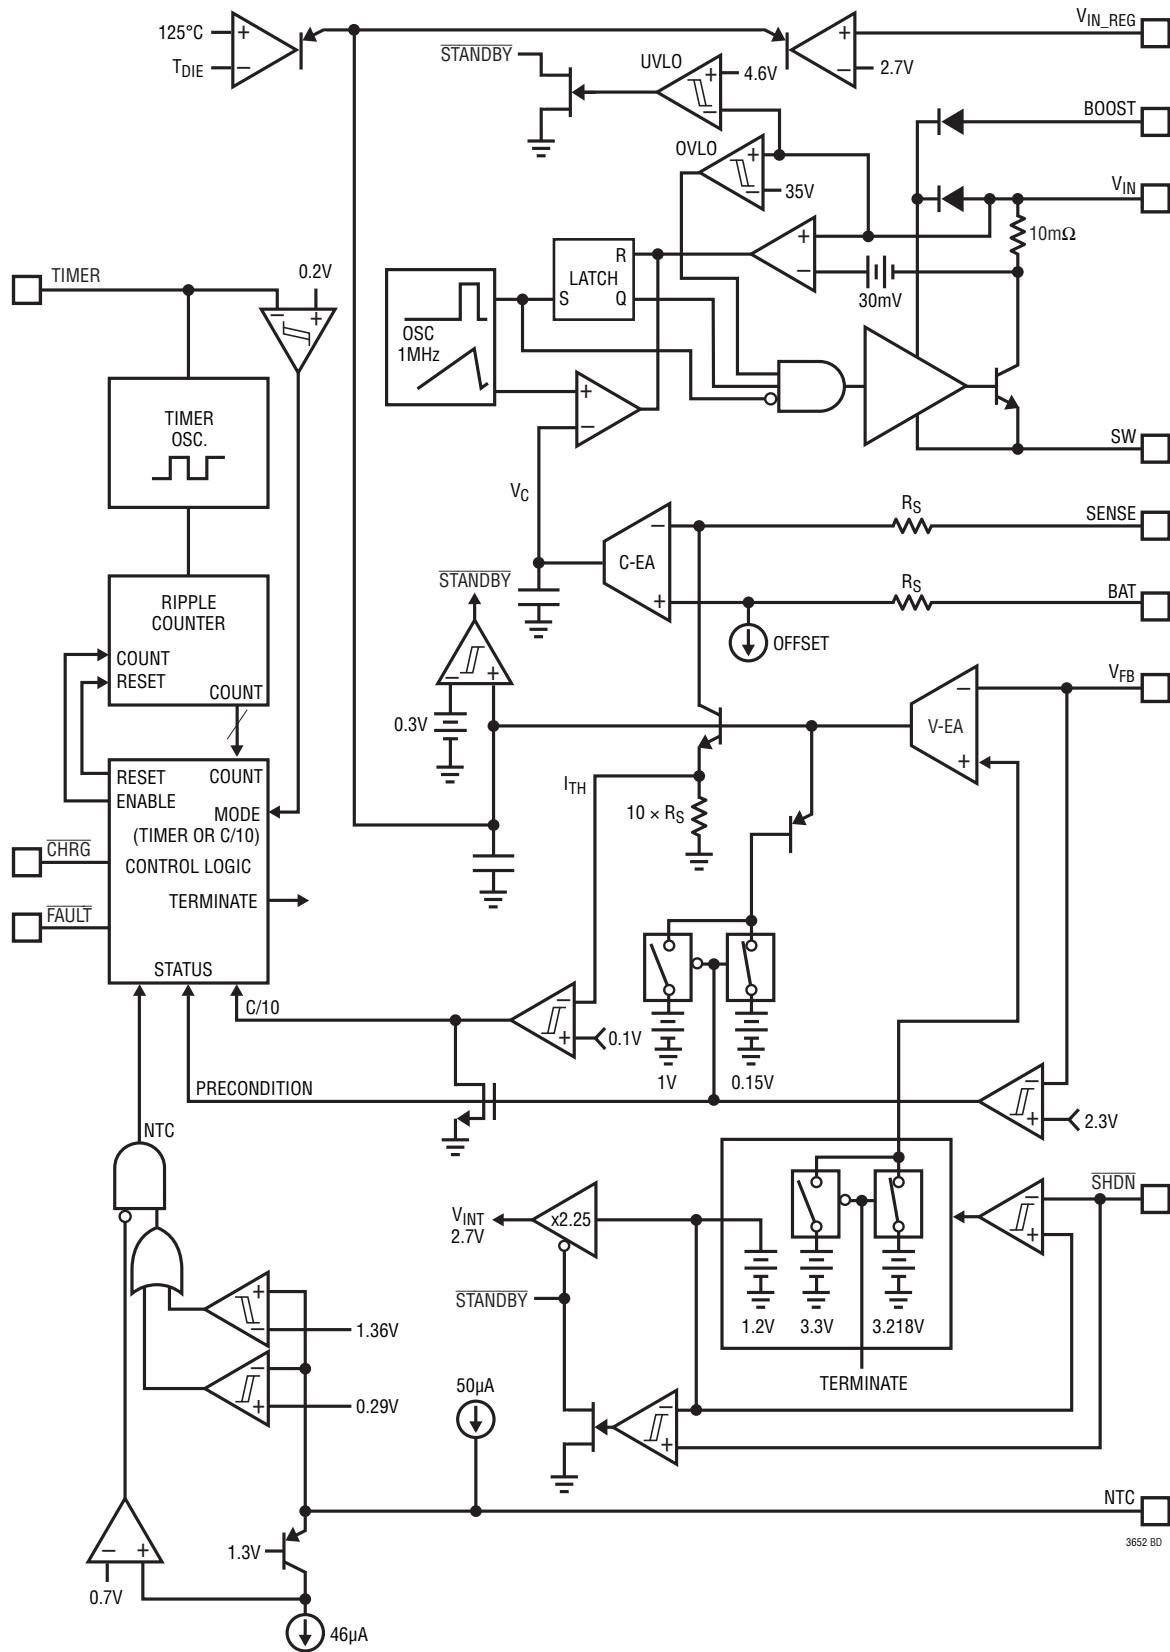 125°C
+
TDIE
–
STANDBY
UVLO
+
4.6V
–
+
–
2.7V
VIN_REG
BOOST
OVLO
+
–
35V
VIN
10mΩ
+
–
30mV
TIMER
0.2V
–
+
R
LATCH
S
Q
OSC
1MHz
+
–
TIMER
OSC.
SW
VC
RS
SENSE
–
C-EA
+
RS
BAT
OFFSET
STANDBY
RIPPLE
COUNTER
COUNT
RESET
COUNT
–
+
0.3V
VFB
–
V-EA
+
RESET
COUNT
ENABLE
MODE
(TIMER OR C/10)
CONTROL LOGIC
TERMINATE
STATUS
ITH
10 × RS
CHRG
FAULT
C/10
–
+
0.1V
1V
0.15V
PRECONDITION
–
+
2.3V
NTC
VINT
2.7V
x2.25
SHDN
–
+
STANDBY
1.2V
3.3V
3.218V
TERMINATE
+
–
1.36V
–
+
0.29V
50µA
–
+
NTC
3652 BD
1.3V
–
+
0.7V
46µA